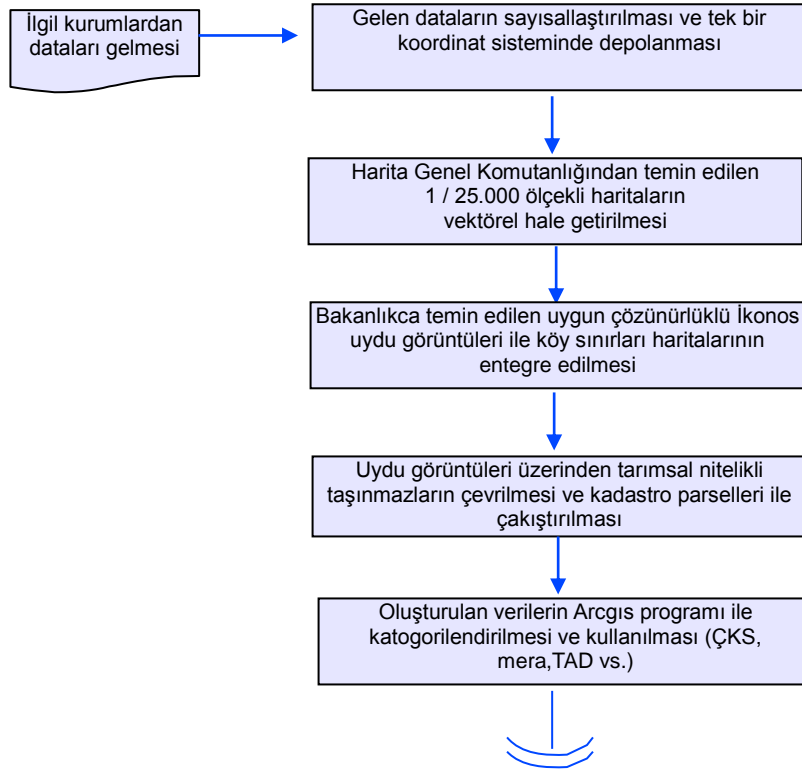 İlgil kurumlardan
dataları gelmesi
Gelen dataların sayısallaştırılması ve tek bir
koordinat sisteminde depolanması
Harita Genel Komutanlığından temin edilen
1 / 25.000 ölçekli haritaların
vektörel hale getirilmesi
Bakanlıkca temin edilen uygun çözünürlüklü İkonos
uydu görüntüleri ile köy sınırları haritalarının
entegre edilmesi
Uydu görüntüleri üzerinden tarımsal nitelikli
taşınmazların çevrilmesi ve kadastro parselleri ile
çakıştırılması
Oluşturulan verilerin Arcgıs programı ile
katogorilendirilmesi ve kullanılması (ÇKS,
mera,TAD vs.)